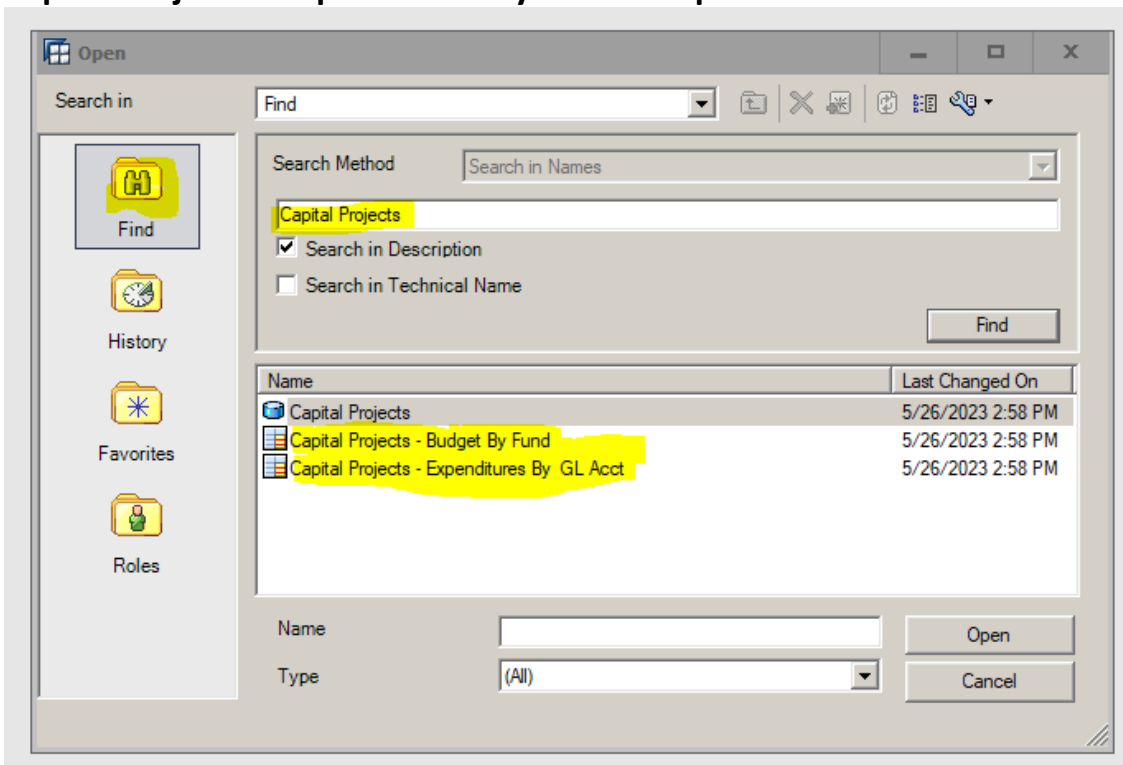 Open
Search in
Find
Find
History
Favorites
Roles
Search Method
Search in Names
Capital Projects
Search in Description
Search in Technical Name
Find
Name Last Changed On
Capital Projects 5/26/2023 2:58 PM
Capital Projects - Budget By Fund 5/26/2023 2:58 PM
Capital Projects - Expenditures By GL Acct 5/26/2023 2:58 PM
Name
Open
Type
(All)
Cancel